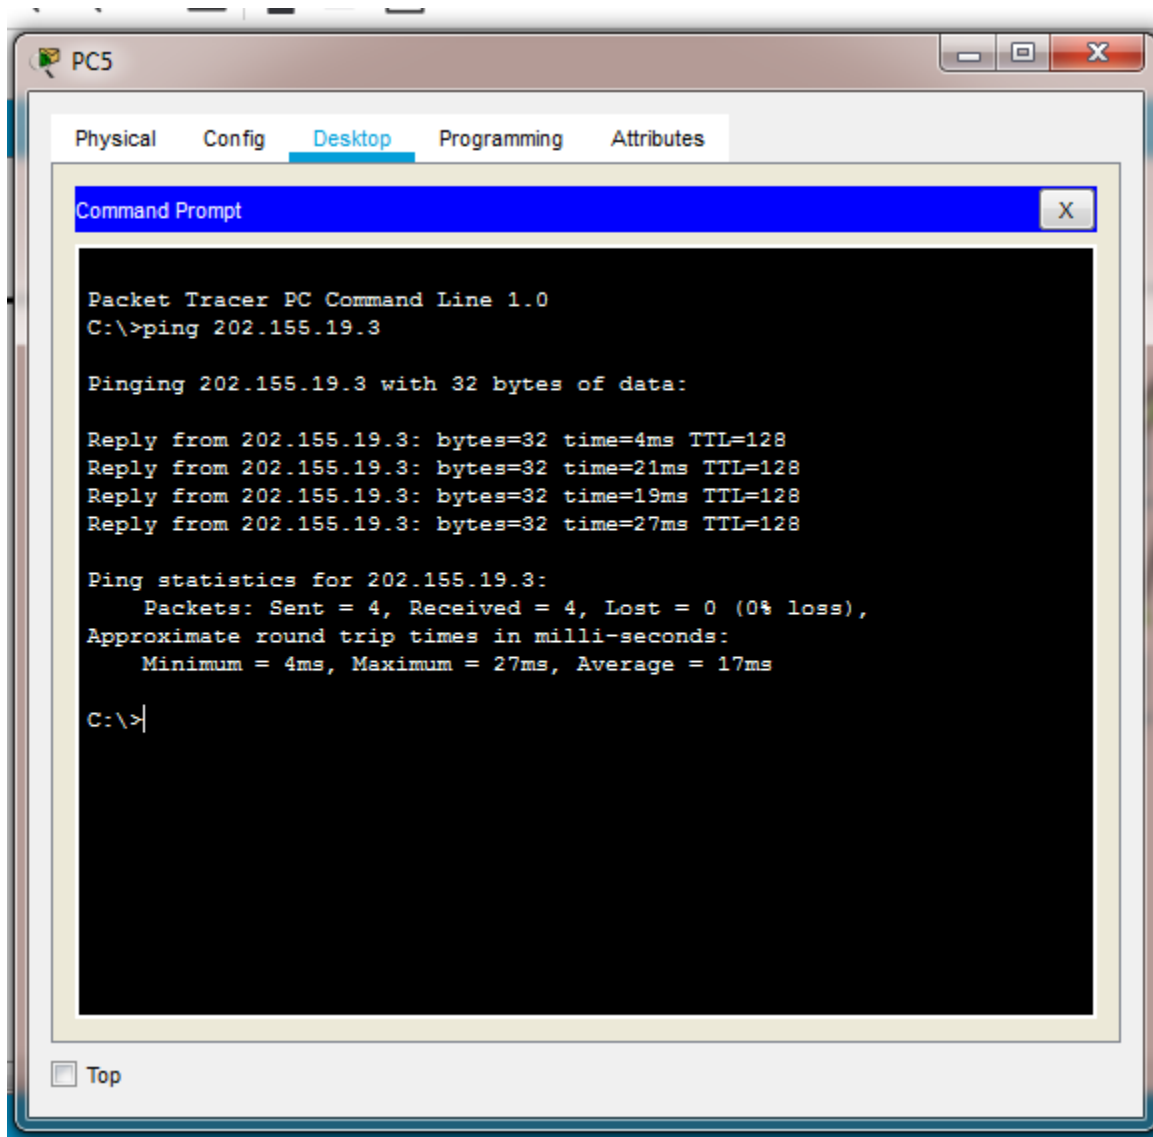 PC5
Physical Config Desktop Programming Attributes
Command Prompt
X
Packet Tracer PC Command Line 1.0
C:\>ping 202.155.19.3
Pinging 202.155.19.3 with 32 bytes of data:
Reply from 202.155.19.3: bytes=32 time=4ms TTL=128
Reply from 202.155.19.3: bytes=32 time=21ms TTL=128
Reply from 202.155.19.3: bytes=32 time=19ms TTL=128
Reply from 202.155.19.3: bytes=32 time=27ms TTL=128
Ping statistics for 202.155.19.3:
Packets: Sent = 4, Received = 4, Lost = 0 (0% loss),
Approximate round trip times in milli-seconds:
Minimum = 4ms, Maximum = 27ms, Average = 17ms
C:\>
Top